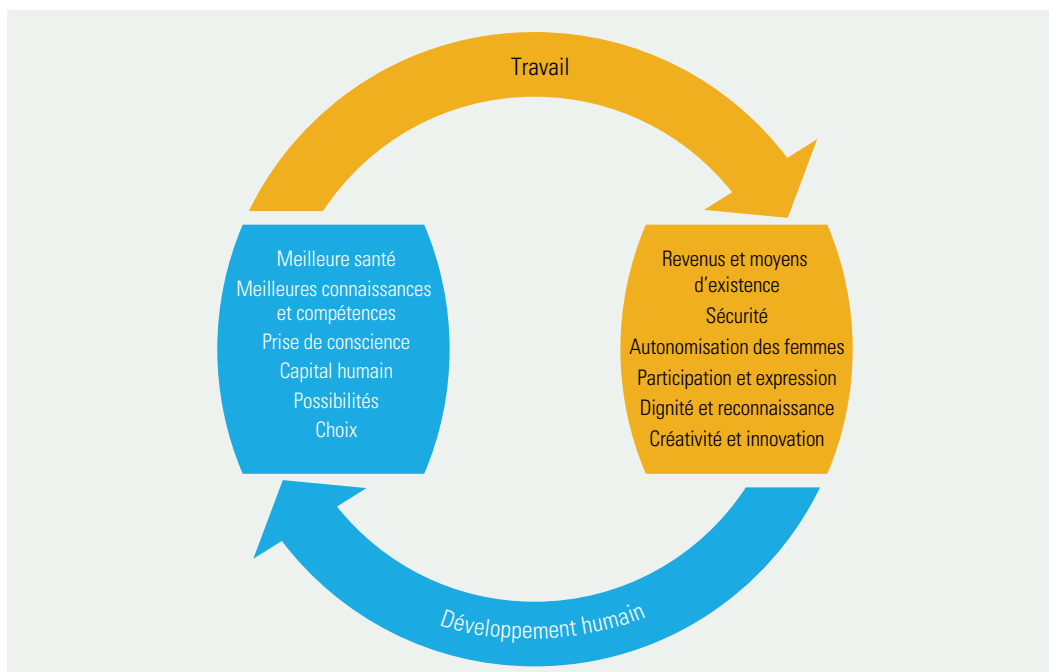 Travail
Meilleure santé
Meilleures connaissances
et compétences
Prise de conscience
Capital humain
Possibilités
Choix
Revenus et moyens
d’existence
Sécurité
Autonomisation des femmes
Participation et expression
Dignité et reconnaissance
Créativité et innovation
Développement humain